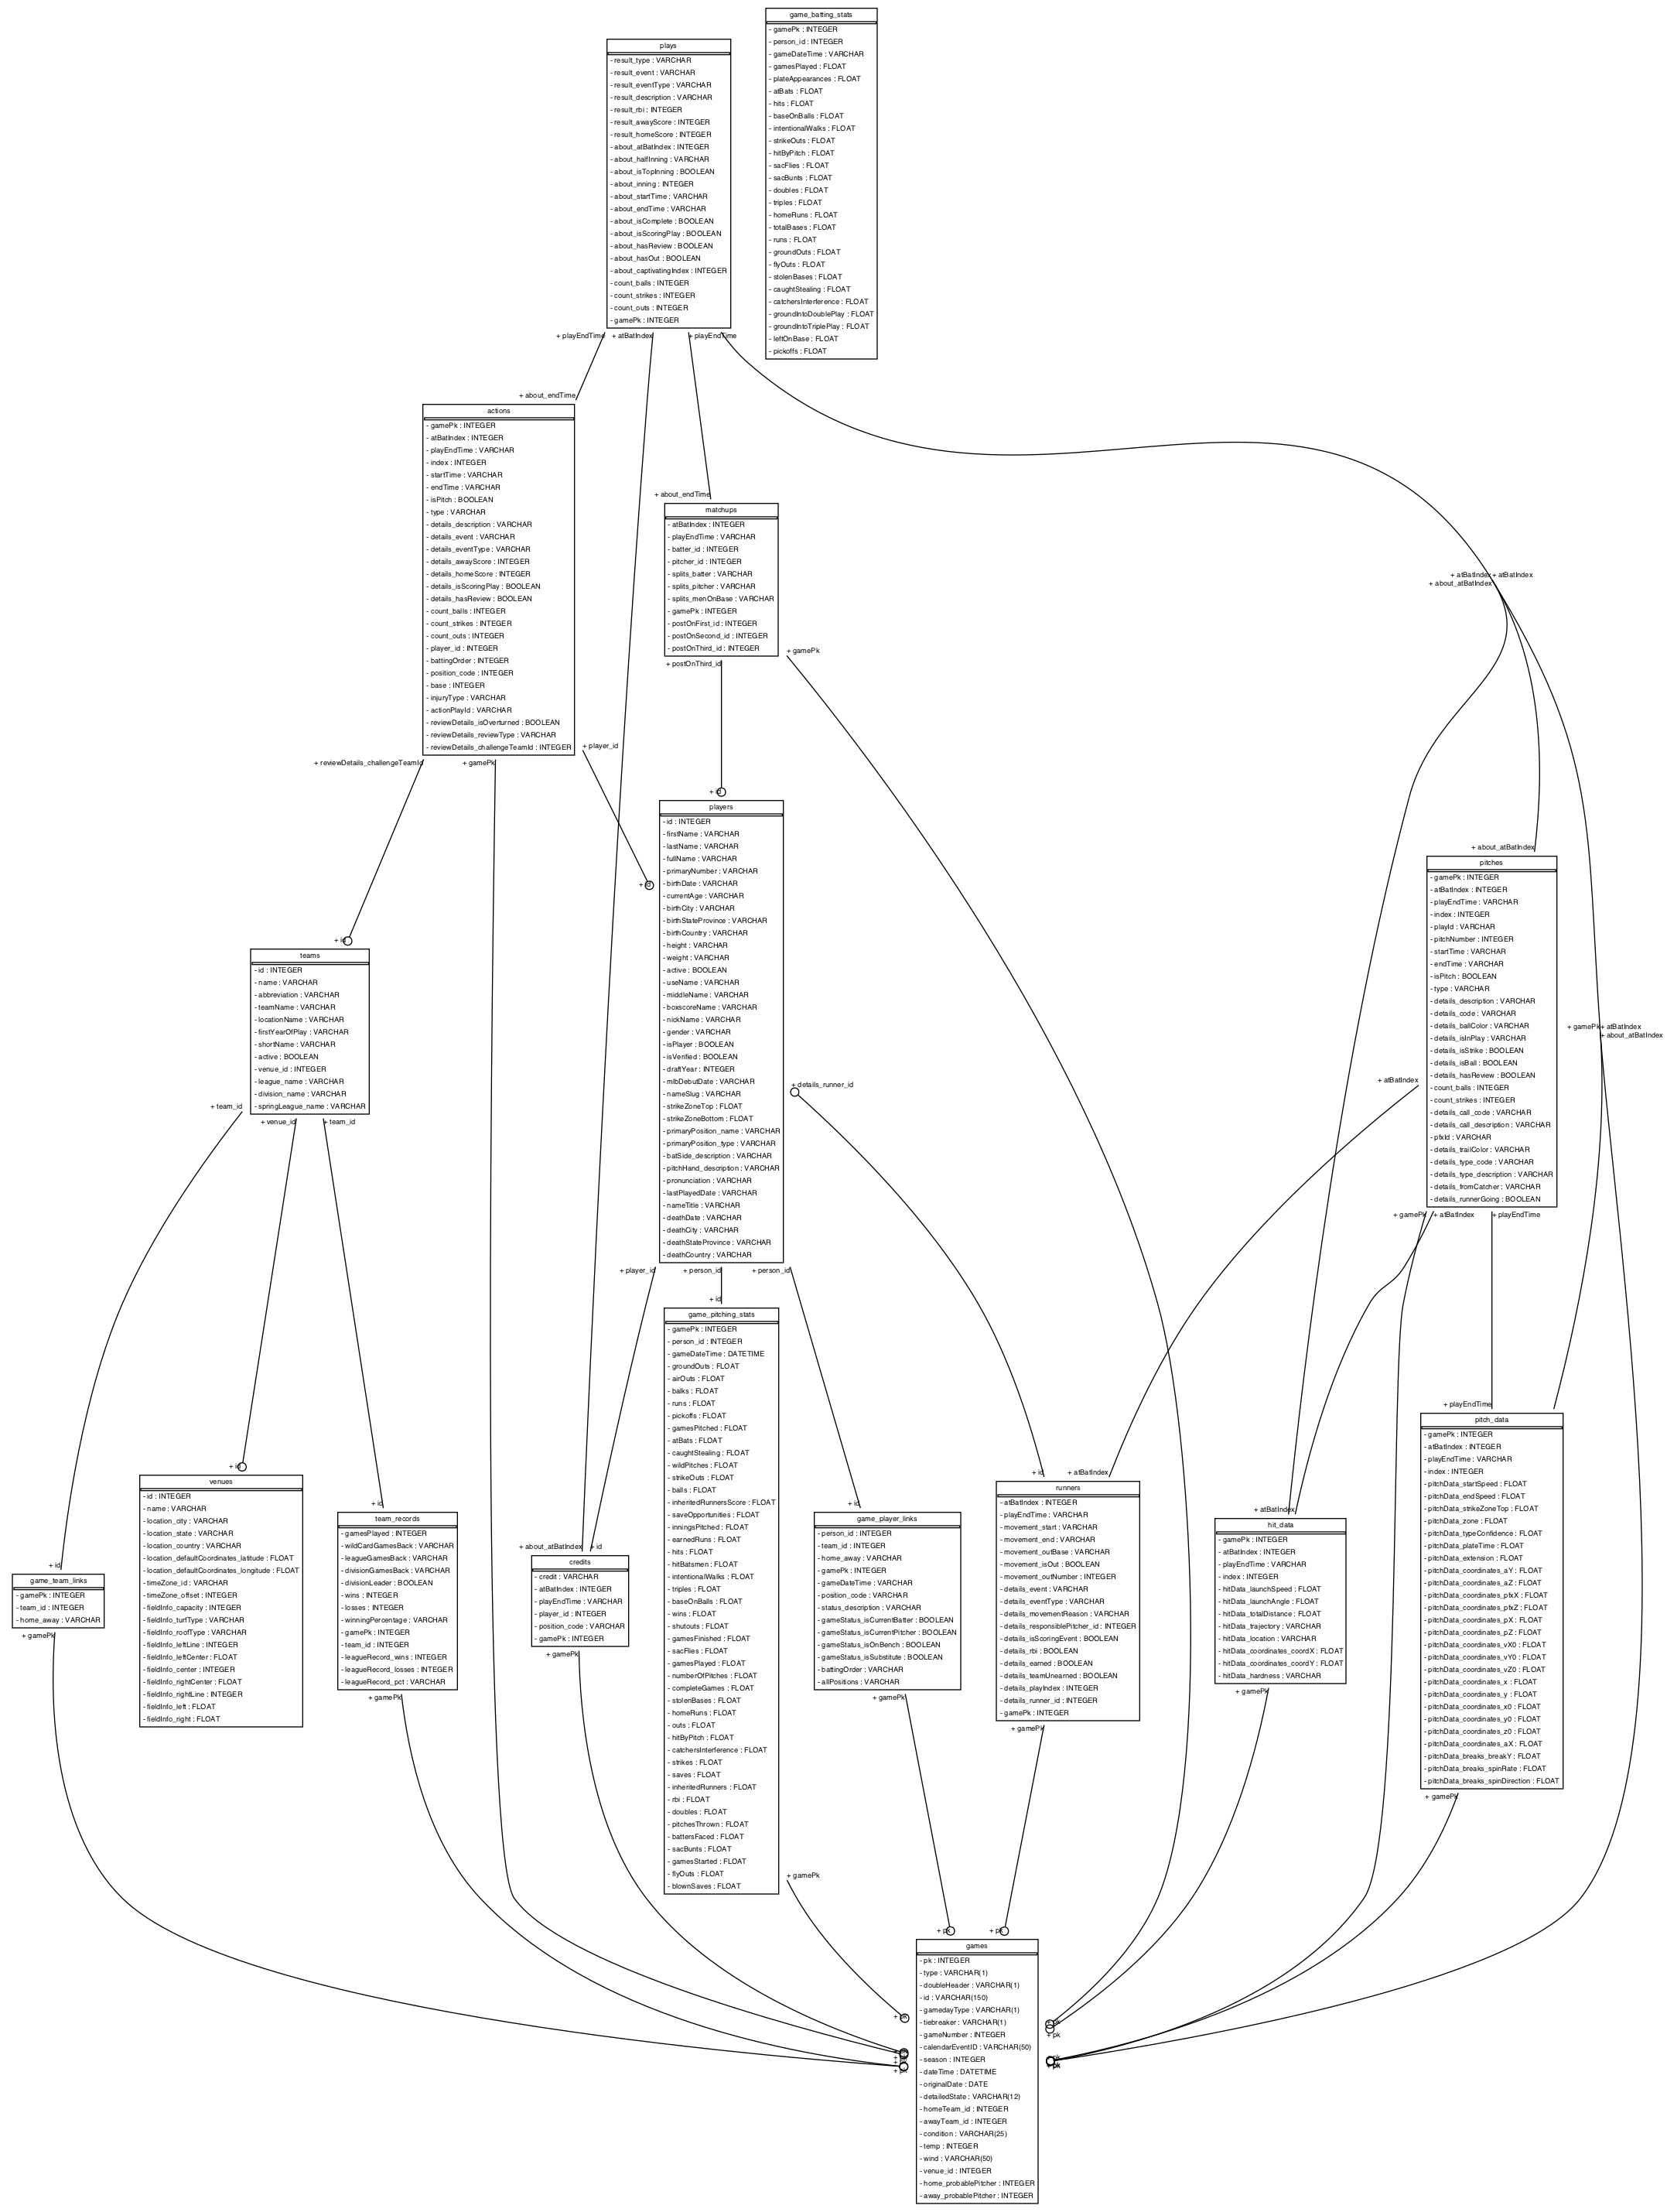 game_batting_stats
- gamePk : INTEGER
- person_id : INTEGER
- gameDateTime : VARCHAR
- gamesPlayed : FLOAT
- plateAppearances : FLOAT
- atBats : FLOAT
- hits : FLOAT
- baseOnBalls : FLOAT
- intentionalWalks : FLOAT
- strikeOuts : FLOAT
- hitByPitch : FLOAT
- sacFlies : FLOAT
- sacBunts : FLOAT
- doubles : FLOAT
- triples : FLOAT
- homeRuns : FLOAT
- totalBases : FLOAT
- runs : FLOAT
- groundOuts : FLOAT
- flyOuts : FLOAT
- stolenBases : FLOAT
- caughtStealing : FLOAT
- catchersInterference : FLOAT
- groundIntoDoublePlay : FLOAT
- groundIntoTriplePlay : FLOAT
- leftOnBase : FLOAT
- pickoffs : FLOAT
plays
- result_type : VARCHAR
- result_event : VARCHAR
- result_eventType : VARCHAR
- result_description : VARCHAR
- result_rbi : INTEGER
- result_awayScore : INTEGER
- result_homeScore : INTEGER
- about_atBatIndex : INTEGER
- about_halfInning : VARCHAR
- about_isTopInning : BOOLEAN
- about_inning : INTEGER
- about_startTime : VARCHAR
- about_endTime : VARCHAR
- about_isComplete : BOOLEAN
- about_isScoringPlay : BOOLEAN
- about_hasReview : BOOLEAN
- about_hasOut : BOOLEAN
- about_captivatingIndex : INTEGER
- count_balls : INTEGER
- count_strikes : INTEGER
- count_outs : INTEGER
- gamePk : INTEGER
+ playEndTime
+ atBatIndex
+ playEndTime
+ about_endTime
actions
- gamePk : INTEGER
- atBatIndex : INTEGER
- playEndTime : VARCHAR
- index : INTEGER
- startTime : VARCHAR
- endTime : VARCHAR
- isPitch : BOOLEAN
- type : VARCHAR
- details_description : VARCHAR
- details_event : VARCHAR
- details_eventType : VARCHAR
- details_awayScore : INTEGER
- details_homeScore : INTEGER
- details_isScoringPlay : BOOLEAN
- details_hasReview : BOOLEAN
- count_balls : INTEGER
- count_strikes : INTEGER
- count_outs : INTEGER
- player_id : INTEGER
- battingOrder : INTEGER
- position_code : INTEGER
- base : INTEGER
- injuryType : VARCHAR
- actionPlayId : VARCHAR
- reviewDetails_isOverturned : BOOLEAN
- reviewDetails_reviewType : VARCHAR
- reviewDetails_challengeTeamId : INTEGER
+ player_id
+ reviewDetails_challengeTeamId
+ gamePk
+ about_endTime
matchups
- atBatIndex : INTEGER
- playEndTime : VARCHAR
- batter_id : INTEGER
- pitcher_id : INTEGER
- splits_batter : VARCHAR
- splits_pitcher : VARCHAR
- splits_menOnBase : VARCHAR
- gamePk : INTEGER
- postOnFirst_id : INTEGER
- postOnSecond_id : INTEGER
- postOnThird_id : INTEGER
+ gamePk
+ postOnThird_id
+ atBatIndex
+ atBatIndex
+ about_atBatIndex
+ id
players
- id : INTEGER
- firstName : VARCHAR
- lastName : VARCHAR
- fullName : VARCHAR
- primaryNumber : VARCHAR
- birthDate : VARCHAR
- currentAge : VARCHAR
- birthCity : VARCHAR
- birthStateProvince : VARCHAR
- birthCountry : VARCHAR
- height : VARCHAR
- weight : VARCHAR
- active : BOOLEAN
- useName : VARCHAR
- middleName : VARCHAR
- boxscoreName : VARCHAR
- nickName : VARCHAR
- gender : VARCHAR
- isPlayer : BOOLEAN
- isVerified : BOOLEAN
- draftYear : INTEGER
- mlbDebutDate : VARCHAR
- nameSlug : VARCHAR
- strikeZoneTop : FLOAT
- strikeZoneBottom : FLOAT
- primaryPosition_name : VARCHAR
- primaryPosition_type : VARCHAR
- batSide_description : VARCHAR
- pitchHand_description : VARCHAR
- pronunciation : VARCHAR
- lastPlayedDate : VARCHAR
- nameTitle : VARCHAR
- deathDate : VARCHAR
- deathCity : VARCHAR
- deathStateProvince : VARCHAR
- deathCountry : VARCHAR
+ id
+ details_runner_id
+ player_id
+ person_id
+ person_id
+ about_atBatIndex
pitches
- gamePk : INTEGER
- atBatIndex : INTEGER
- playEndTime : VARCHAR
- index : INTEGER
- playId : VARCHAR
- pitchNumber : INTEGER
- startTime : VARCHAR
- endTime : VARCHAR
- isPitch : BOOLEAN
- type : VARCHAR
- details_description : VARCHAR
- details_code : VARCHAR
- details_ballColor : VARCHAR
- details_isInPlay : VARCHAR
- details_isStrike : BOOLEAN
- details_isBall : BOOLEAN
- details_hasReview : BOOLEAN
- count_balls : INTEGER
- count_strikes : INTEGER
- details_call_code : VARCHAR
- details_call_description : VARCHAR
- pfxId : VARCHAR
- details_trailColor : VARCHAR
- details_type_code : VARCHAR
- details_type_description : VARCHAR
- details_fromCatcher : VARCHAR
- details_runnerGoing : BOOLEAN
+ gamePk
+ atBatIndex
+ about_atBatIndex
+ atBatIndex
+ gamePk
+ atBatIndex
+ playEndTime
+ id
teams
- id : INTEGER
- name : VARCHAR
- abbreviation : VARCHAR
- teamName : VARCHAR
- locationName : VARCHAR
- firstYearOfPlay : VARCHAR
- shortName : VARCHAR
- active : BOOLEAN
- venue_id : INTEGER
- league_name : VARCHAR
- division_name : VARCHAR
- springLeague_name : VARCHAR
+ team_id
+ venue_id
+ team_id
+ id
game_pitching_stats
- gamePk : INTEGER
- person_id : INTEGER
- gameDateTime : DATETIME
- groundOuts : FLOAT
- airOuts : FLOAT
- balks : FLOAT
- runs : FLOAT
- pickoffs : FLOAT
- gamesPitched : FLOAT
- atBats : FLOAT
- caughtStealing : FLOAT
- wildPitches : FLOAT
- strikeOuts : FLOAT
- balls : FLOAT
- inheritedRunnersScore : FLOAT
- saveOpportunities : FLOAT
- inningsPitched : FLOAT
- earnedRuns : FLOAT
- hits : FLOAT
- hitBatsmen : FLOAT
- intentionalWalks : FLOAT
- triples : FLOAT
- baseOnBalls : FLOAT
- wins : FLOAT
- shutouts : FLOAT
- gamesFinished : FLOAT
- sacFlies : FLOAT
- gamesPlayed : FLOAT
- numberOfPitches : FLOAT
- completeGames : FLOAT
- stolenBases : FLOAT
- homeRuns : FLOAT
- outs : FLOAT
- hitByPitch : FLOAT
- catchersInterference : FLOAT
- strikes : FLOAT
- saves : FLOAT
- inheritedRunners : FLOAT
- rbi : FLOAT
- doubles : FLOAT
- pitchesThrown : FLOAT
- battersFaced : FLOAT
- sacBunts : FLOAT
- gamesStarted : FLOAT
- flyOuts : FLOAT
- blownSaves : FLOAT
+ gamePk
+ playEndTime
pitch_data
- gamePk : INTEGER
- atBatIndex : INTEGER
- playEndTime : VARCHAR
- index : INTEGER
- pitchData_startSpeed : FLOAT
- pitchData_endSpeed : FLOAT
- pitchData_strikeZoneTop : FLOAT
- pitchData_zone : FLOAT
- pitchData_typeConfidence : FLOAT
- pitchData_plateTime : FLOAT
- pitchData_extension : FLOAT
- pitchData_coordinates_aY : FLOAT
- pitchData_coordinates_aZ : FLOAT
- pitchData_coordinates_pfxX : FLOAT
- pitchData_coordinates_pfxZ : FLOAT
- pitchData_coordinates_pX : FLOAT
- pitchData_coordinates_pZ : FLOAT
- pitchData_coordinates_vX0 : FLOAT
- pitchData_coordinates_vY0 : FLOAT
- pitchData_coordinates_vZ0 : FLOAT
- pitchData_coordinates_x : FLOAT
- pitchData_coordinates_y : FLOAT
- pitchData_coordinates_x0 : FLOAT
- pitchData_coordinates_y0 : FLOAT
- pitchData_coordinates_z0 : FLOAT
- pitchData_coordinates_aX : FLOAT
- pitchData_breaks_breakY : FLOAT
- pitchData_breaks_spinRate : FLOAT
- pitchData_breaks_spinDirection : FLOAT
+ gamePk
+ id
venues
- id : INTEGER
- name : VARCHAR
- location_city : VARCHAR
- location_state : VARCHAR
- location_country : VARCHAR
- location_defaultCoordinates_latitude : FLOAT
- location_defaultCoordinates_longitude : FLOAT
- timeZone_id : VARCHAR
- timeZone_offset : INTEGER
- fieldInfo_capacity : INTEGER
- fieldInfo_turfType : VARCHAR
- fieldInfo_roofType : VARCHAR
- fieldInfo_leftLine : INTEGER
- fieldInfo_leftCenter : FLOAT
- fieldInfo_center : INTEGER
- fieldInfo_rightCenter : FLOAT
- fieldInfo_rightLine : INTEGER
- fieldInfo_left : FLOAT
- fieldInfo_right : FLOAT
+ id
team_records
- gamesPlayed : INTEGER
- wildCardGamesBack : VARCHAR
- leagueGamesBack : VARCHAR
- divisionGamesBack : VARCHAR
- divisionLeader : BOOLEAN
- wins : INTEGER
- losses : INTEGER
- winningPercentage : VARCHAR
- gamePk : INTEGER
- team_id : INTEGER
- leagueRecord_wins : INTEGER
- leagueRecord_losses : INTEGER
- leagueRecord_pct : VARCHAR
+ gamePk
+ about_atBatIndex
+ id
credits
- credit : VARCHAR
- atBatIndex : INTEGER
- playEndTime : VARCHAR
- player_id : INTEGER
- position_code : VARCHAR
- gamePk : INTEGER
+ gamePk
+ id
game_player_links
- person_id : INTEGER
- team_id : INTEGER
- home_away : VARCHAR
- gamePk : INTEGER
- gameDateTime : VARCHAR
- position_code : VARCHAR
- status_description : VARCHAR
- gameStatus_isCurrentBatter : BOOLEAN
- gameStatus_isCurrentPitcher : BOOLEAN
- gameStatus_isOnBench : BOOLEAN
- gameStatus_isSubstitute : BOOLEAN
- battingOrder : VARCHAR
- allPositions : VARCHAR
+ gamePk
+ id
+ atBatIndex
runners
- atBatIndex : INTEGER
- playEndTime : VARCHAR
- movement_start : VARCHAR
- movement_end : VARCHAR
- movement_outBase : VARCHAR
- movement_isOut : BOOLEAN
- movement_outNumber : INTEGER
- details_event : VARCHAR
- details_eventType : VARCHAR
- details_movementReason : VARCHAR
- details_responsiblePitcher_id : INTEGER
- details_isScoringEvent : BOOLEAN
- details_rbi : BOOLEAN
- details_earned : BOOLEAN
- details_teamUnearned : BOOLEAN
- details_playIndex : INTEGER
- details_runner_id : INTEGER
- gamePk : INTEGER
+ gamePk
+ atBatIndex
hit_data
- gamePk : INTEGER
- atBatIndex : INTEGER
- playEndTime : VARCHAR
- index : INTEGER
- hitData_launchSpeed : FLOAT
- hitData_launchAngle : FLOAT
- hitData_totalDistance : FLOAT
- hitData_trajectory : VARCHAR
- hitData_location : VARCHAR
- hitData_coordinates_coordX : FLOAT
- hitData_coordinates_coordY : FLOAT
- hitData_hardness : VARCHAR
+ gamePk
+ id
game_team_links
- gamePk : INTEGER
- team_id : INTEGER
- home_away : VARCHAR
+ gamePk
+ pk
+ pk
games
- pk : INTEGER
- type : VARCHAR(1)
- doubleHeader : VARCHAR(1)
- id : VARCHAR(150)
- gamedayType : VARCHAR(1)
- tiebreaker : VARCHAR(1)
- gameNumber : INTEGER
- calendarEventID : VARCHAR(50)
- season : INTEGER
- dateTime : DATETIME
- originalDate : DATE
- detailedState : VARCHAR(12)
- homeTeam_id : INTEGER
- awayTeam_id : INTEGER
- condition : VARCHAR(25)
- temp : INTEGER
- wind : VARCHAR(50)
- venue_id : INTEGER
- home_probablePitcher : INTEGER
- away_probablePitcher : INTEGER
+ pk
+ pk
+ pk
+ pk
+ pk